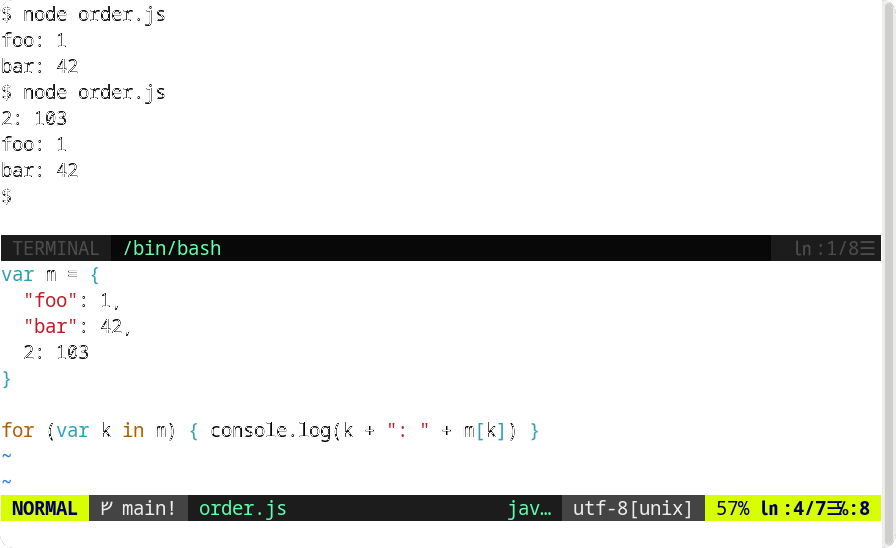 $ node order.js
foo: 1
bar: 42
$ node order.js
2: 103
foo: 1
bar: 42
$
TERMINAL /bin/bash ln:1/8☰
var m = {
  "foo": 1,
  "bar": 42,
  2: 103
}
for (var k in m) { console.log(k + ": " + m[k]) }
~
~
NORMAL main! order.js jav… utf-8[unix] 57% ln:4/7☰%:8